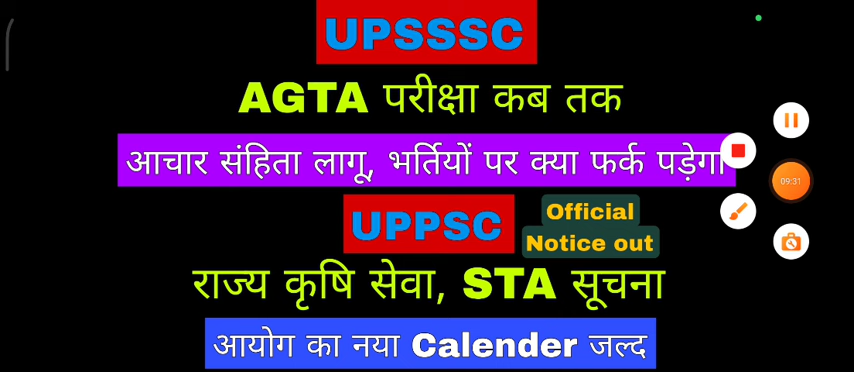 UPSSSC
AGTA परीक्षा कब तक
आचार संहिता लागू, भर्तियों पर क्या फर्क पड़ेगा
UPPSC
Official
Notice out
राज्य कृषि सेवा, STA सूचना
आयोग का नया Calender जल्द
09:31